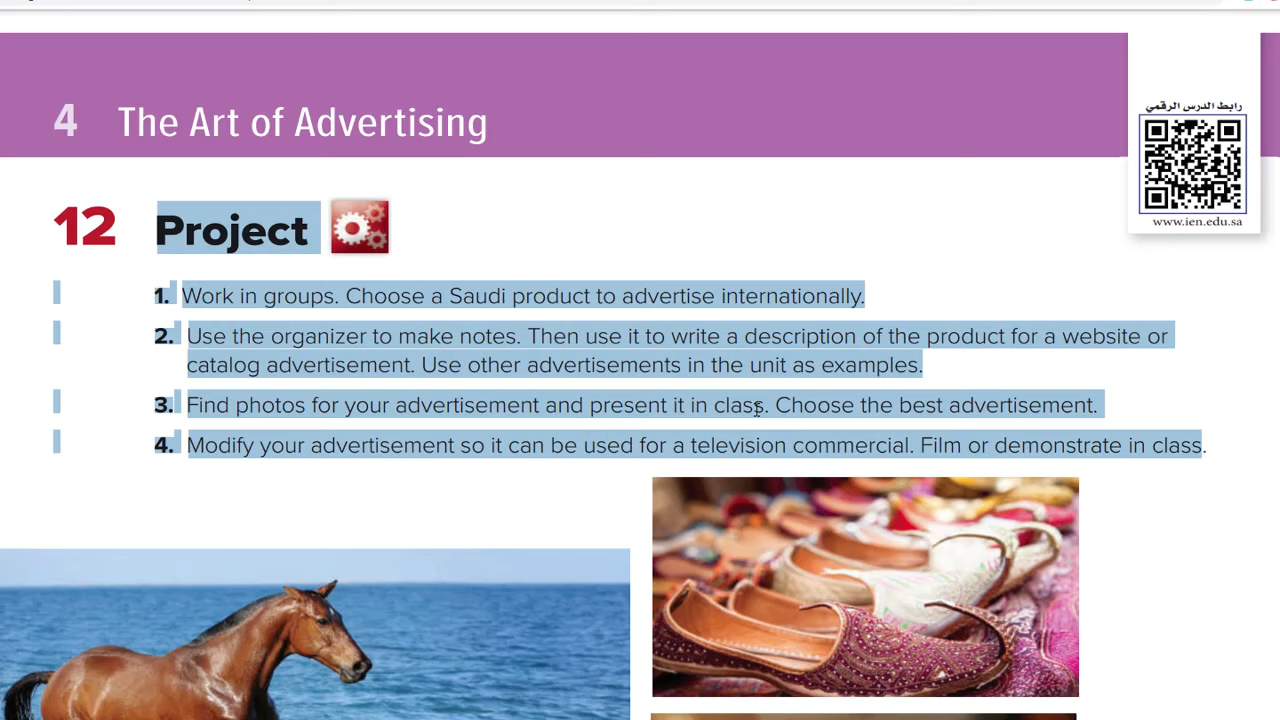 4 The Art of Advertising
رابط الدرس الرقمي
www.ien.edu.sa
12 Project
1. Work in groups. Choose a Saudi product to advertise internationally.
2. Use the organizer to make notes. Then use it to write a description of the product for a website or
catalog advertisement. Use other advertisements in the unit as examples.
3. Find photos for your advertisement and present it in class. Choose the best advertisement.
4. Modify your advertisement so it can be used for a television commercial. Film or demonstrate in class.